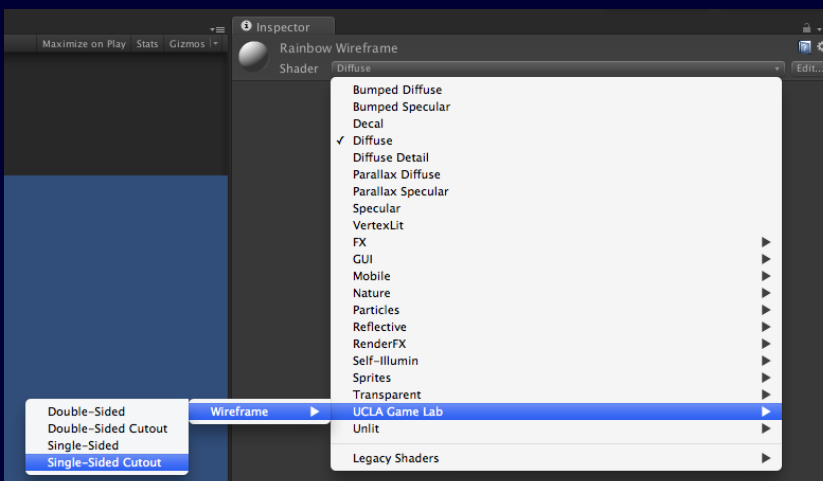 Inspector
Maximize on Play Stats Gizmos
Rainbow Wireframe
Shader Diffuse Edit...
Bumped Diffuse
Bumped Specular
Decal
✓ Diffuse
Diffuse Detail
Parallax Diffuse
Parallax Specular
Specular
VertexLit
FX
GUI
Mobile
Nature
Particles
Reflective
RenderFX
Self-Illumin
Sprites
Transparent
UCLA Game Lab
Unlit
Legacy Shaders
Wireframe
Double-Sided
Double-Sided Cutout
Single-Sided
Single-Sided Cutout